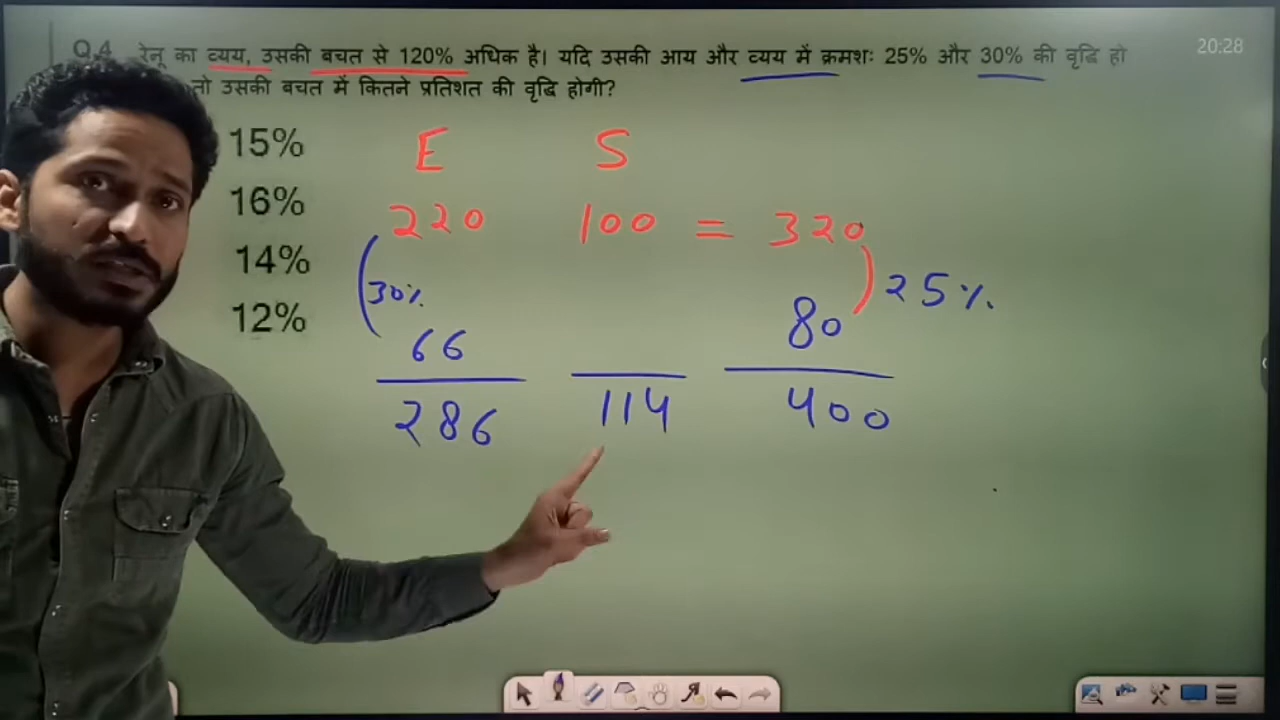 Q.4 रेनू का व्यय, उसकी बचत से 120% अधिक है। यदि उसकी आय और व्यय में क्रमशः 25% और 30% की वृद्धि हो
तो उसकी बचत में कितने प्रतिशत की वृद्धि होगी?
20:28
15%
16%
14%
12%
E S
220 100 = 320
30% 25%
66 80
286 114 400